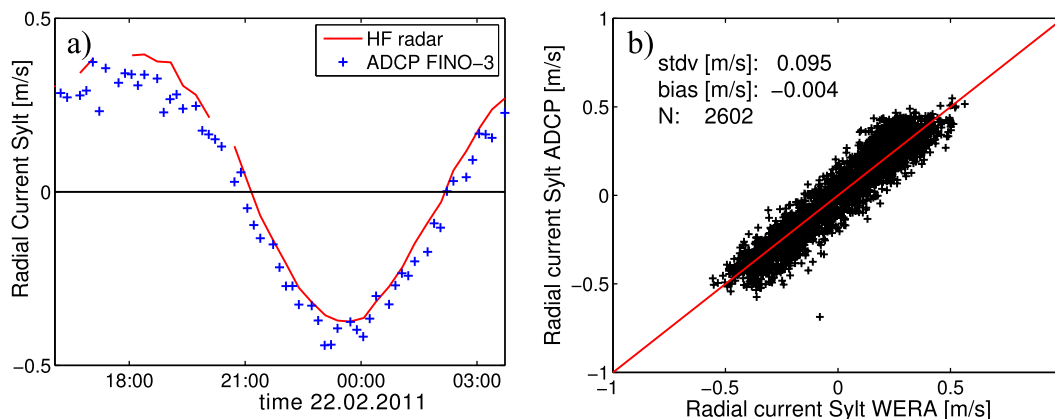 a)
HF radar
ADCP FINO-3
Radial Current Sylt [m/s]
0.5
0
−0.5
18:00
21:00
00:00
03:00
time 22.02.2011
b)
stdv [m/s]: 0.095
bias [m/s]: −0.004
N: 2602
Radial current Sylt ADCP [m/s]
1
0.5
0
−0.5
−1
−1
−0.5
0
0.5
Radial current Sylt WERA [m/s]